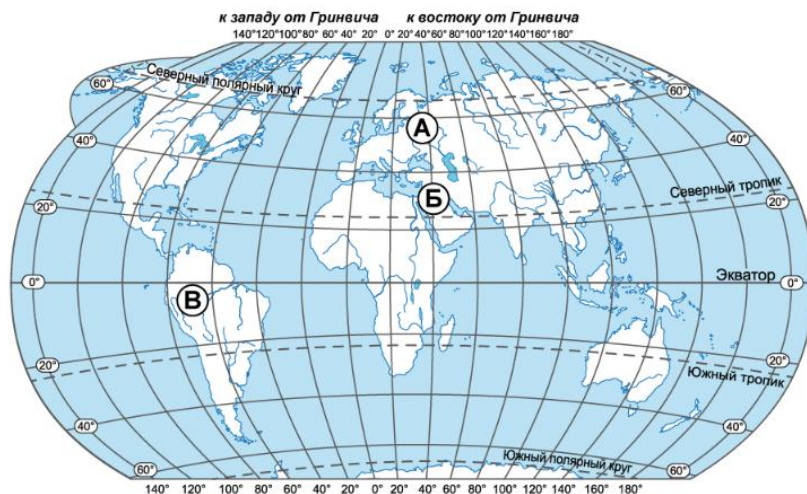 к западу от Гринвича к востоку от Гринвича
140° 120° 100° 80° 60° 40° 20° 0° 20° 40° 60° 80° 100° 120° 140° 160° 180°
Северный полярный круг
60° 60°
А
40° 40°
Б
Северный тропик
20° 20°
Экватор
0° 0°
В
20° 20°
Южный тропик
40° 40°
Южный полярный круг
60° 60°
140° 120° 100° 80° 60° 40° 20° 0° 20° 40° 60° 80° 100° 120° 140° 160° 180°